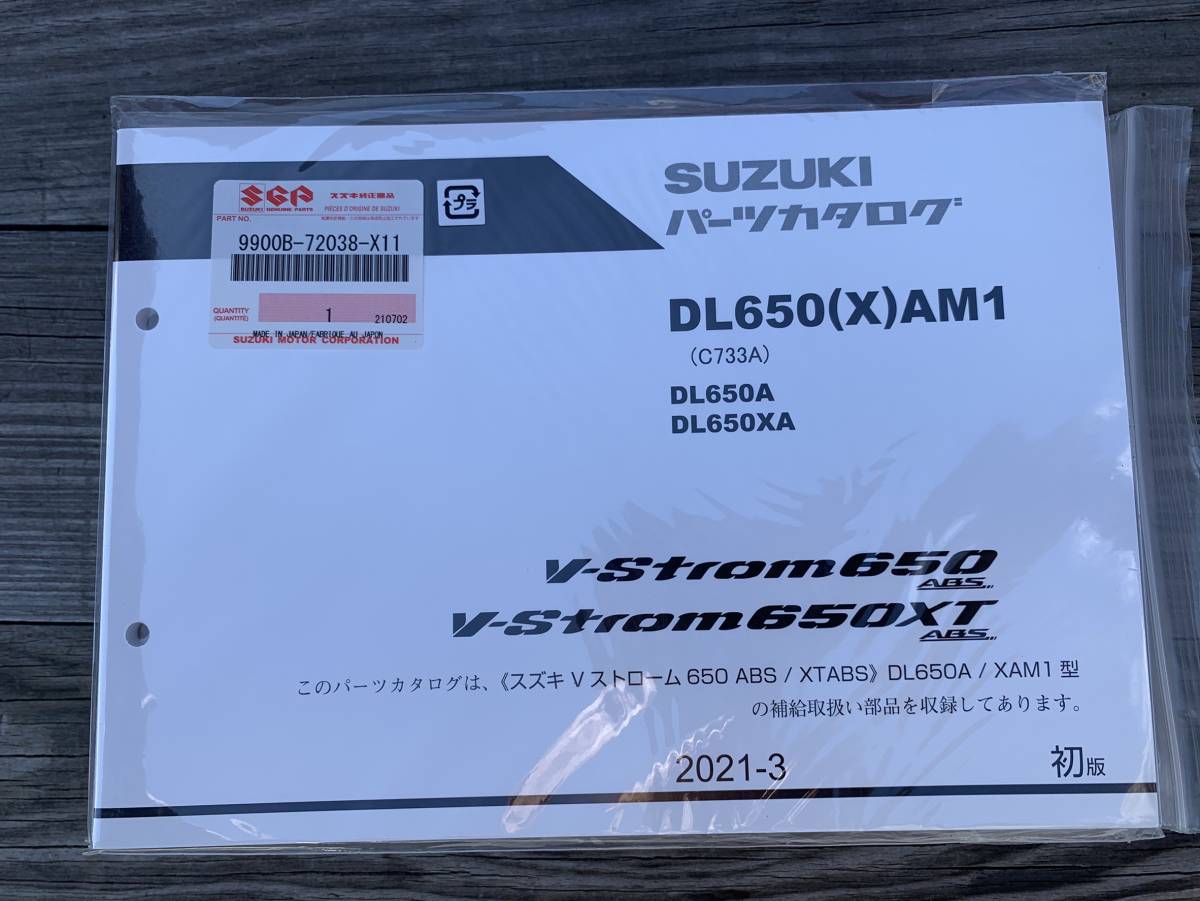 SUZUKI
パーツカタログ
SGP
SUZUKI GENUINE PARTS
スズキ純正部品
PIÈCES D'ORIGINE DE SUZUKI
プラ
PART NO.
9900B-72038-X11
QUANTITY
(QUANTITÉ)
1
210702
MADE IN JAPAN/FABRIQUE AU JAPON
SUZUKI MOTOR CORPORATION
DL650(X)AM1
(C733A)
DL650A
DL650XA
V-Strom650
ABS
V-Strom650XT
ABS
このパーツカタログは、《スズキ V ストローム 650 ABS / XTABS》 DL650A / XAM1 型
の補給取扱い部品を収録してあります。
2021-3
初版